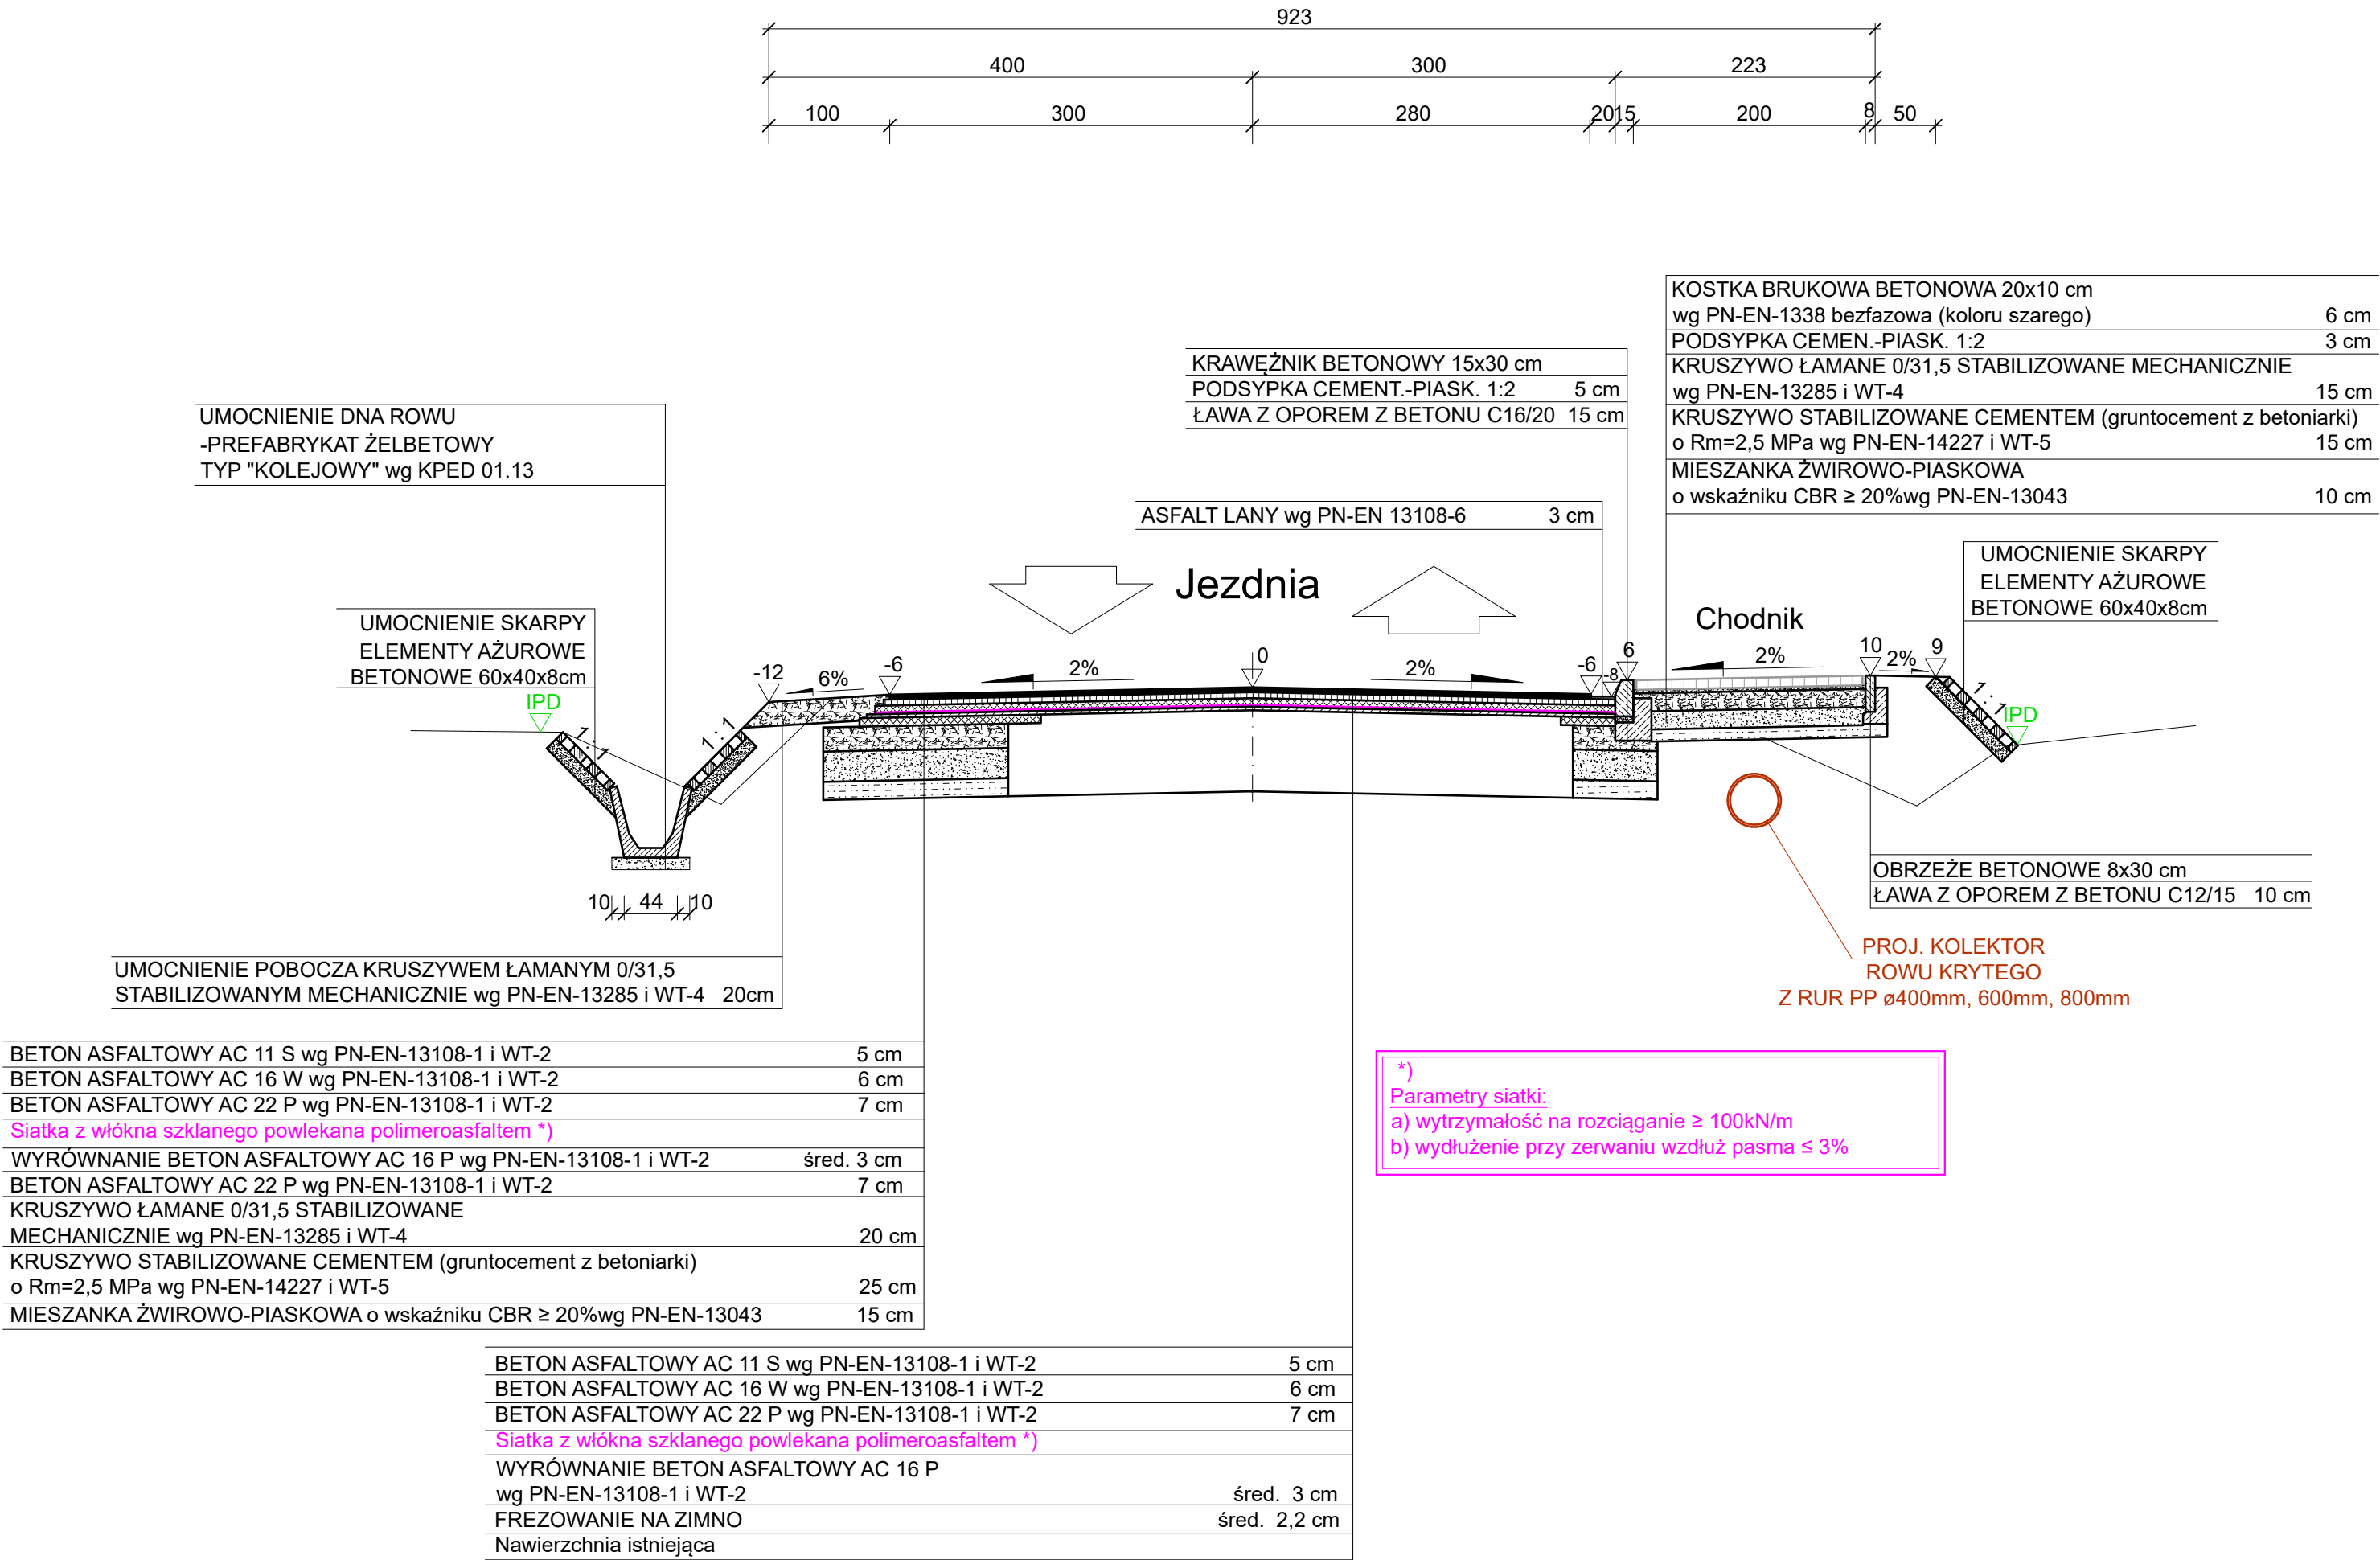 923
400 300 223
100 300 280 20 15 200 8 50
KOSTKA BRUKOWA BETONOWA 20x10 cm
wg PN-EN-1338 bezfazowa (koloru szarego) 6 cm
PODSYPKA CEMEN.-PIASK. 1:2 3 cm
KRUSZYWO ŁAMANE 0/31,5 STABILIZOWANE MECHANICZNIE
wg PN-EN-13285 i WT-4 15 cm
KRUSZYWO STABILIZOWANE CEMENTEM (gruntocement z betoniarki)
o Rm=2,5 MPa wg PN-EN-14227 i WT-5 15 cm
MIESZANKA ŻWIROWO-PIASKOWA
o wskaźniku CBR ≥ 20%wg PN-EN-13043 10 cm
KRAWĘŻNIK BETONOWY 15x30 cm
PODSYPKA CEMENT.-PIASK. 1:2 5 cm
ŁAWA Z OPOREM Z BETONU C16/20 15 cm
UMOCNIENIE DNA ROWU
-PREFABRYKAT ŻELBETOWY
TYP "KOLEJOWY" wg KPED 01.13
ASFALT LANY wg PN-EN 13108-6 3 cm
UMOCNIENIE SKARPY
ELEMENTY AŻUROWE
BETONOWE 60x40x8cm
Jezdnia
Chodnik
UMOCNIENIE SKARPY
ELEMENTY AŻUROWE
BETONOWE 60x40x8cm
-12 6% -6 2% 0 2% -6 -8 6 2% 10 2% 9
IPD
1:1
1:1
1:1
IPD
10 44 10
OBRZEŻE BETONOWE 8x30 cm
ŁAWA Z OPOREM Z BETONU C12/15 10 cm
PROJ. KOLEKTOR
ROWU KRYTEGO
Z RUR PP ø400mm, 600mm, 800mm
UMOCNIENIE POBOCZA KRUSZYWEM ŁAMANYM 0/31,5
STABILIZOWANYM MECHANICZNIE wg PN-EN-13285 i WT-4 20cm
BETON ASFALTOWY AC 11 S wg PN-EN-13108-1 i WT-2 5 cm
BETON ASFALTOWY AC 16 W wg PN-EN-13108-1 i WT-2 6 cm
BETON ASFALTOWY AC 22 P wg PN-EN-13108-1 i WT-2 7 cm
Siatka z włókna szklanego powlekana polimeroasfaltem *)
WYRÓWNANIE BETON ASFALTOWY AC 16 P wg PN-EN-13108-1 i WT-2 śred. 3 cm
BETON ASFALTOWY AC 22 P wg PN-EN-13108-1 i WT-2 7 cm
KRUSZYWO ŁAMANE 0/31,5 STABILIZOWANE
MECHANICZNIE wg PN-EN-13285 i WT-4 20 cm
KRUSZYWO STABILIZOWANE CEMENTEM (gruntocement z betoniarki)
o Rm=2,5 MPa wg PN-EN-14227 i WT-5 25 cm
MIESZANKA ŻWIROWO-PIASKOWA o wskaźniku CBR ≥ 20%wg PN-EN-13043 15 cm
*)
Parametry siatki:
a) wytrzymałość na rozciąganie ≥ 100kN/m
b) wydłużenie przy zerwaniu wzdłuż pasma ≤ 3%
BETON ASFALTOWY AC 11 S wg PN-EN-13108-1 i WT-2 5 cm
BETON ASFALTOWY AC 16 W wg PN-EN-13108-1 i WT-2 6 cm
BETON ASFALTOWY AC 22 P wg PN-EN-13108-1 i WT-2 7 cm
Siatka z włókna szklanego powlekana polimeroasfaltem *)
WYRÓWNANIE BETON ASFALTOWY AC 16 P
wg PN-EN-13108-1 i WT-2 śred. 3 cm
FREZOWANIE NA ZIMNO śred. 2,2 cm
Nawierzchnia istniejąca